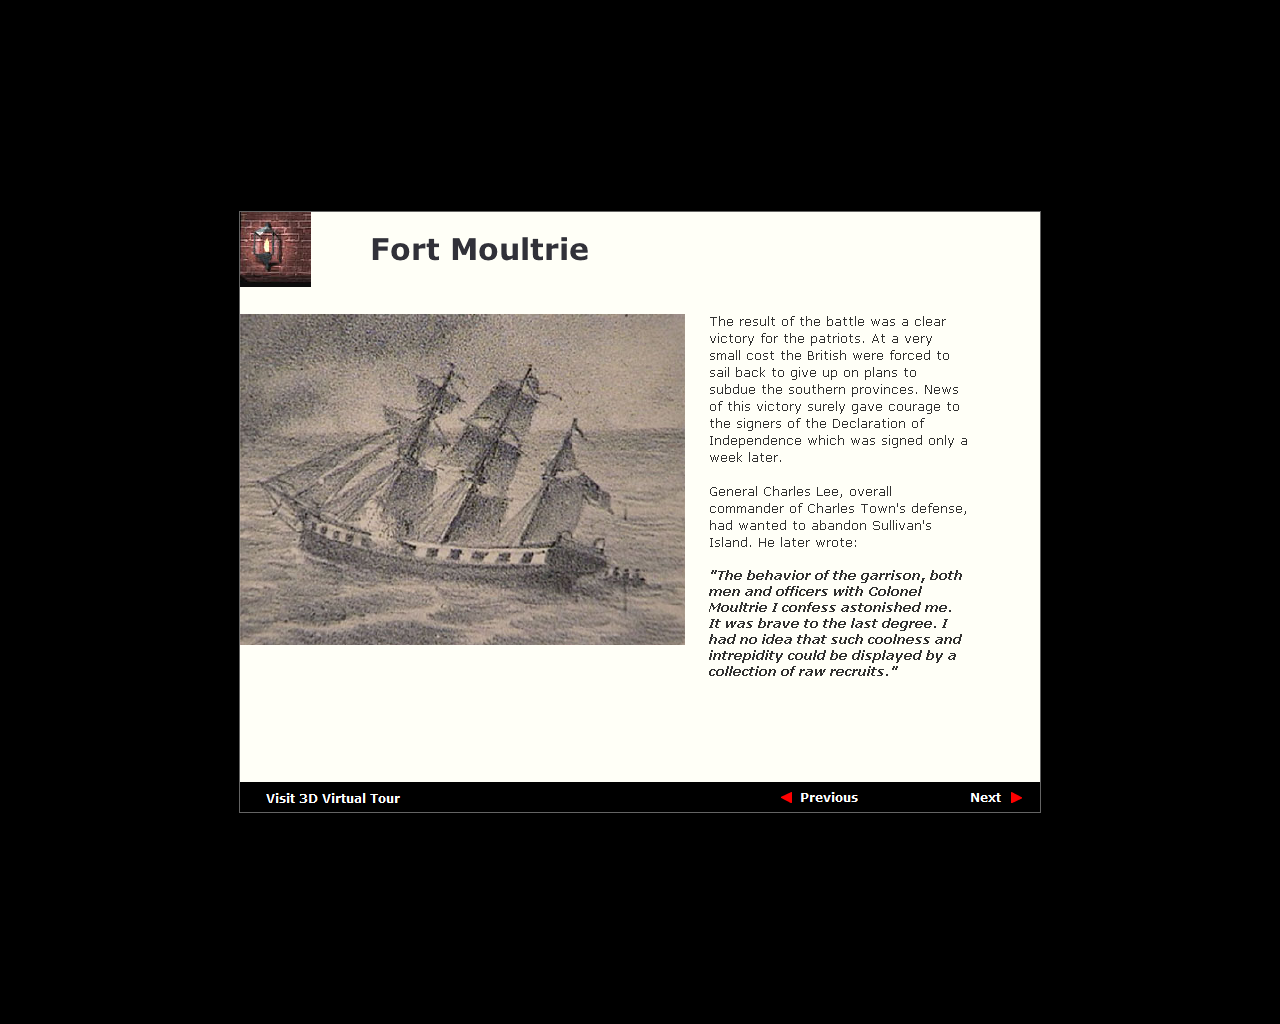 Fort Moultrie
The result of the battle was a clear
victory for the patriots. At a very
small cost the British were forced to
sail back to give up on plans to
subdue the southern provinces. News
of this victory surely gave courage to
the signers of the Declaration of
Independence which was signed only a
week later.
General Charles Lee, overall
commander of Charles Town's defense,
had wanted to abandon Sullivan's
Island. He later wrote:
"The behavior of the garrison, both
men and officers with Colonel
Moultrie I confess astonished me.
It was brave to the last degree. I
had no idea that such coolness and
intrepidity could be displayed by a
collection of raw recruits."
Visit 3D Virtual Tour
Previous
Next